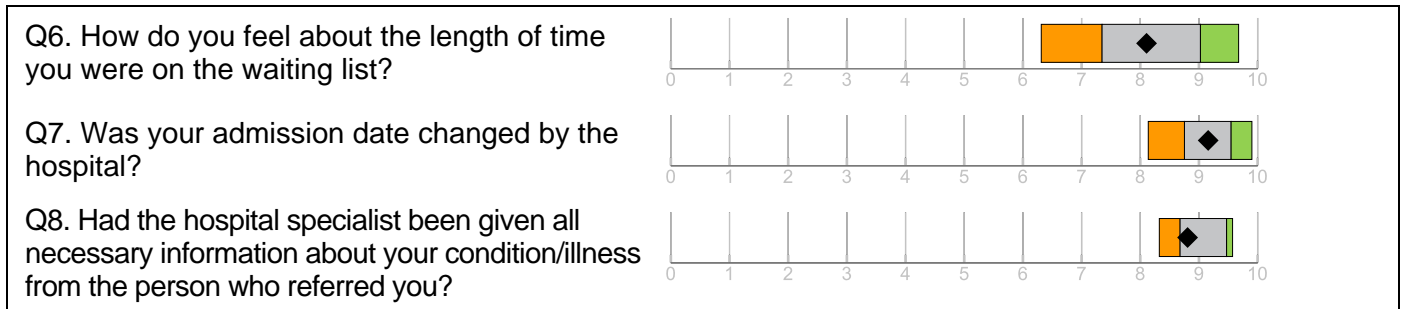 Q6. How do you feel about the length of time
you were on the waiting list?
0 1 2 3 4 5 6 7 8 9 10
Q7. Was your admission date changed by the
hospital?
0 1 2 3 4 5 6 7 8 9 10
Q8. Had the hospital specialist been given all
necessary information about your condition/illness
from the person who referred you?
0 1 2 3 4 5 6 7 8 9 10